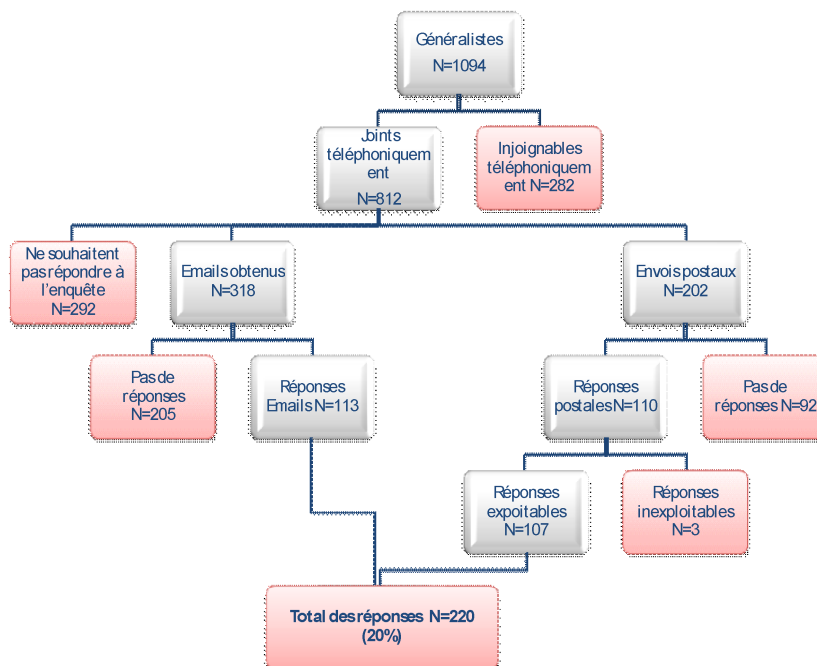 Généralistes
N=1094
Joints
téléphoniquem
ent
N=812
Injoignables
téléphoniquem
ent N=282
Ne souhaitent
pas répondre à
l'enquête
N=292
Emails obtenus
N=318
Envois postaux
N=202
Pas de
réponses
N=205
Réponses
Emails N=113
Réponses
postales N=110
Pas de
réponses N=92
Réponses
expoitables
N=107
Réponses
inexploitables
N=3
Total des réponses N=220
(20%)